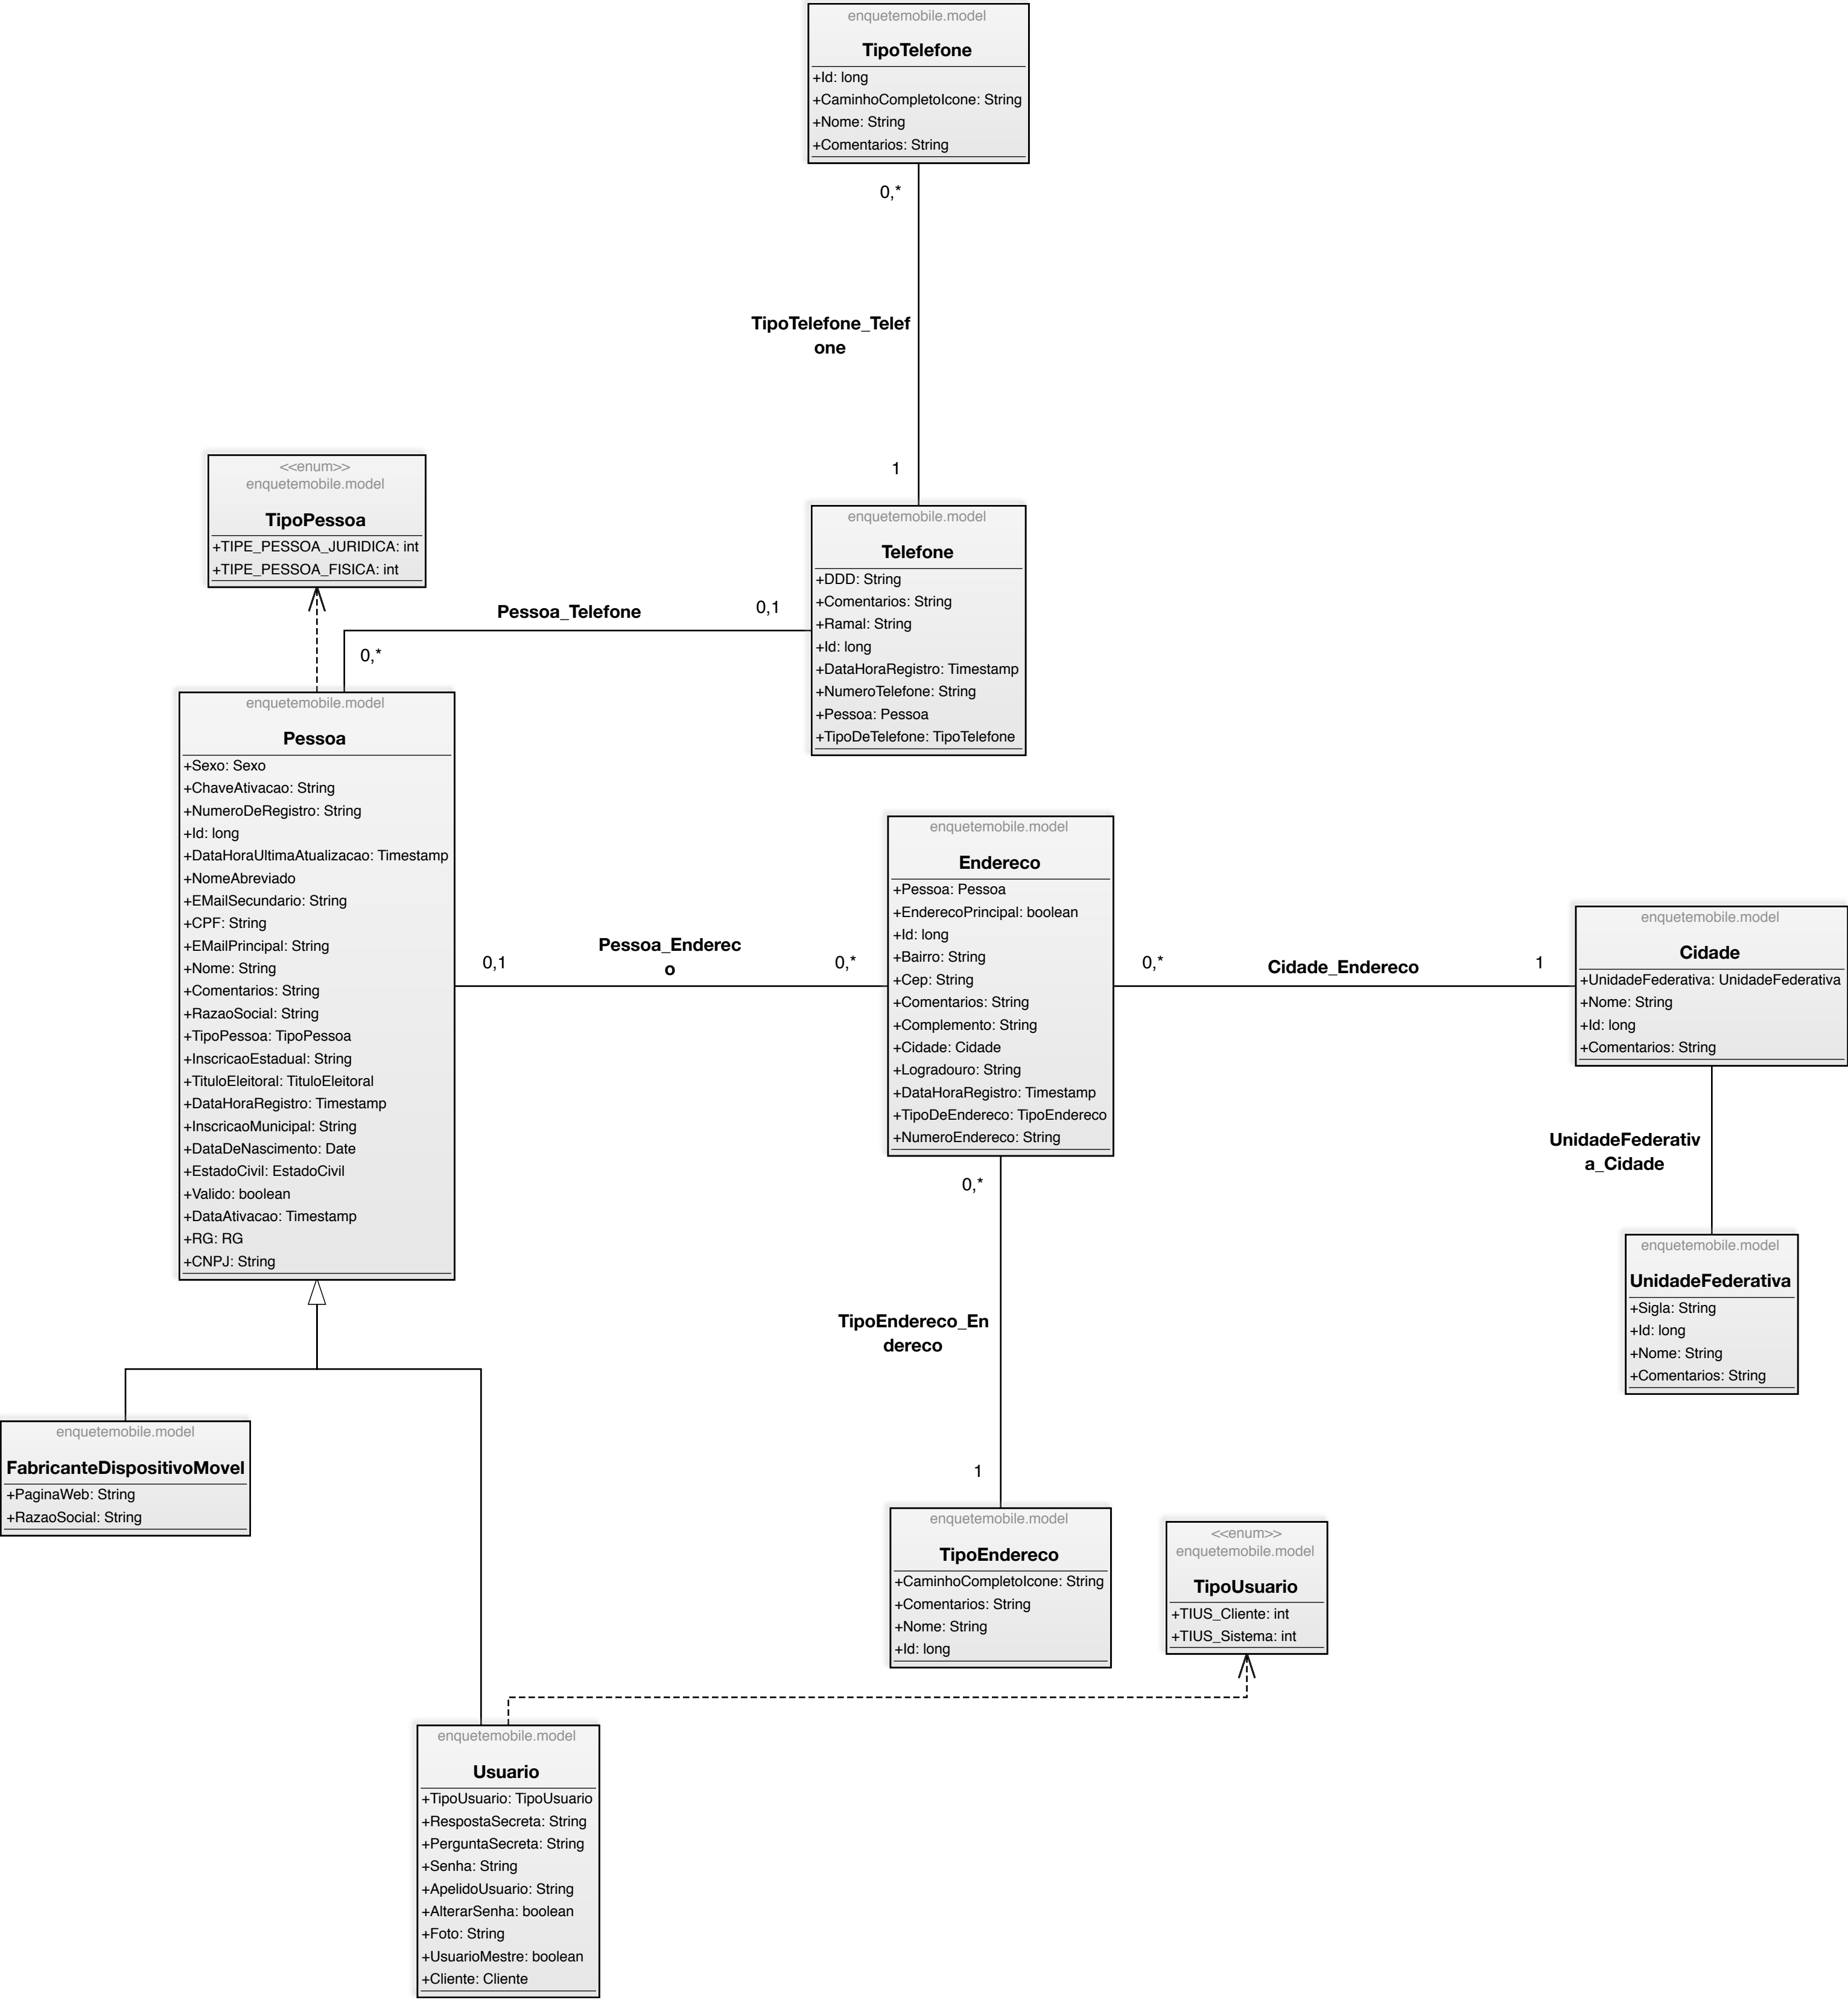 enquetemobile.model
TipoTelefone
+Id: long
+CaminhoCompletoIcone: String
+Nome: String
+Comentarios: String
0,*
TipoTelefone_Telef
one
1
<<enum>>
enquetemobile.model
TipoPessoa
+TIPE_PESSOA_JURIDICA: int
+TIPE_PESSOA_FISICA: int
enquetemobile.model
Telefone
+DDD: String
+Comentarios: String
+Ramal: String
+Id: long
+DataHoraRegistro: Timestamp
+NumeroTelefone: String
+Pessoa: Pessoa
+TipoDeTelefone: TipoTelefone
Pessoa_Telefone
0,1
0,*
enquetemobile.model
Pessoa
+Sexo: Sexo
+ChaveAtivacao: String
+NumeroDeRegistro: String
+Id: long
+DataHoraUltimaAtualizacao: Timestamp
+NomeAbreviado
+EMailSecundario: String
+CPF: String
+EMailPrincipal: String
+Nome: String
+Comentarios: String
+RazaoSocial: String
+TipoPessoa: TipoPessoa
+InscricaoEstadual: String
+TituloEleitoral: TituloEleitoral
+DataHoraRegistro: Timestamp
+InscricaoMunicipal: String
+DataDeNascimento: Date
+EstadoCivil: EstadoCivil
+Valido: boolean
+DataAtivacao: Timestamp
+RG: RG
+CNPJ: String
0,1
Pessoa_Enderec
o
0,*
enquetemobile.model
Endereco
+Pessoa: Pessoa
+EnderecoPrincipal: boolean
+Id: long
+Bairro: String
+Cep: String
+Comentarios: String
+Complemento: String
+Cidade: Cidade
+Logradouro: String
+DataHoraRegistro: Timestamp
+TipoDeEndereco: TipoEndereco
+NumeroEndereco: String
0,*
Cidade_Endereco
1
enquetemobile.model
Cidade
+UnidadeFederativa: UnidadeFederativa
+Nome: String
+Id: long
+Comentarios: String
UnidadeFederativ
a_Cidade
enquetemobile.model
UnidadeFederativa
+Sigla: String
+Id: long
+Nome: String
+Comentarios: String
0,*
TipoEndereco_En
dereco
1
enquetemobile.model
FabricanteDispositivoMovel
+PaginaWeb: String
+RazaoSocial: String
enquetemobile.model
TipoEndereco
+CaminhoCompletoIcone: String
+Comentarios: String
+Nome: String
+Id: long
<<enum>>
enquetemobile.model
TipoUsuario
+TIUS_Cliente: int
+TIUS_Sistema: int
enquetemobile.model
Usuario
+TipoUsuario: TipoUsuario
+RespostaSecreta: String
+PerguntaSecreta: String
+Senha: String
+ApelidoUsuario: String
+AlterarSenha: boolean
+Foto: String
+UsuarioMestre: boolean
+Cliente: Cliente